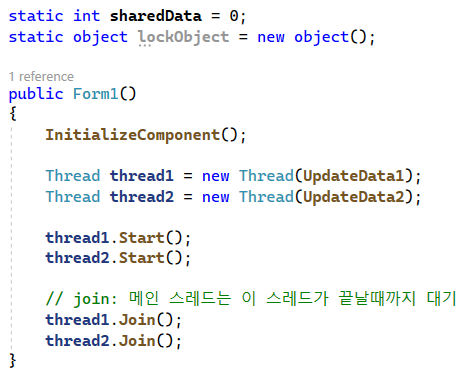 static int sharedData = 0;
static object lockObject = new object();
1 reference
public Form1()
{
    InitializeComponent();
    Thread thread1 = new Thread(UpdateData1);
    Thread thread2 = new Thread(UpdateData2);
    thread1.Start();
    thread2.Start();
    // join: 메인 스레드는 이 스레드가 끝날때까지 대기
    thread1.Join();
    thread2.Join();
}